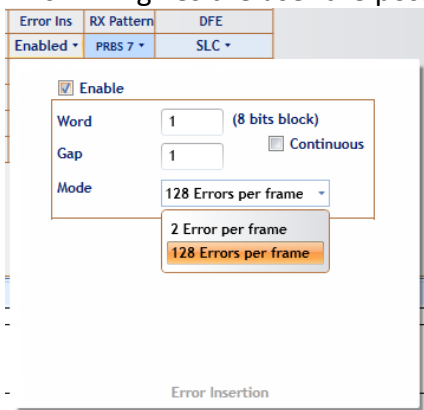 Error Ins RX Pattern DFE
Enabled PRBS 7 SLC
Enable
Word 1 (8 bits block)
Continuous
Gap 1
Mode 128 Errors per frame
2 Error per frame
128 Errors per frame
Error Insertion